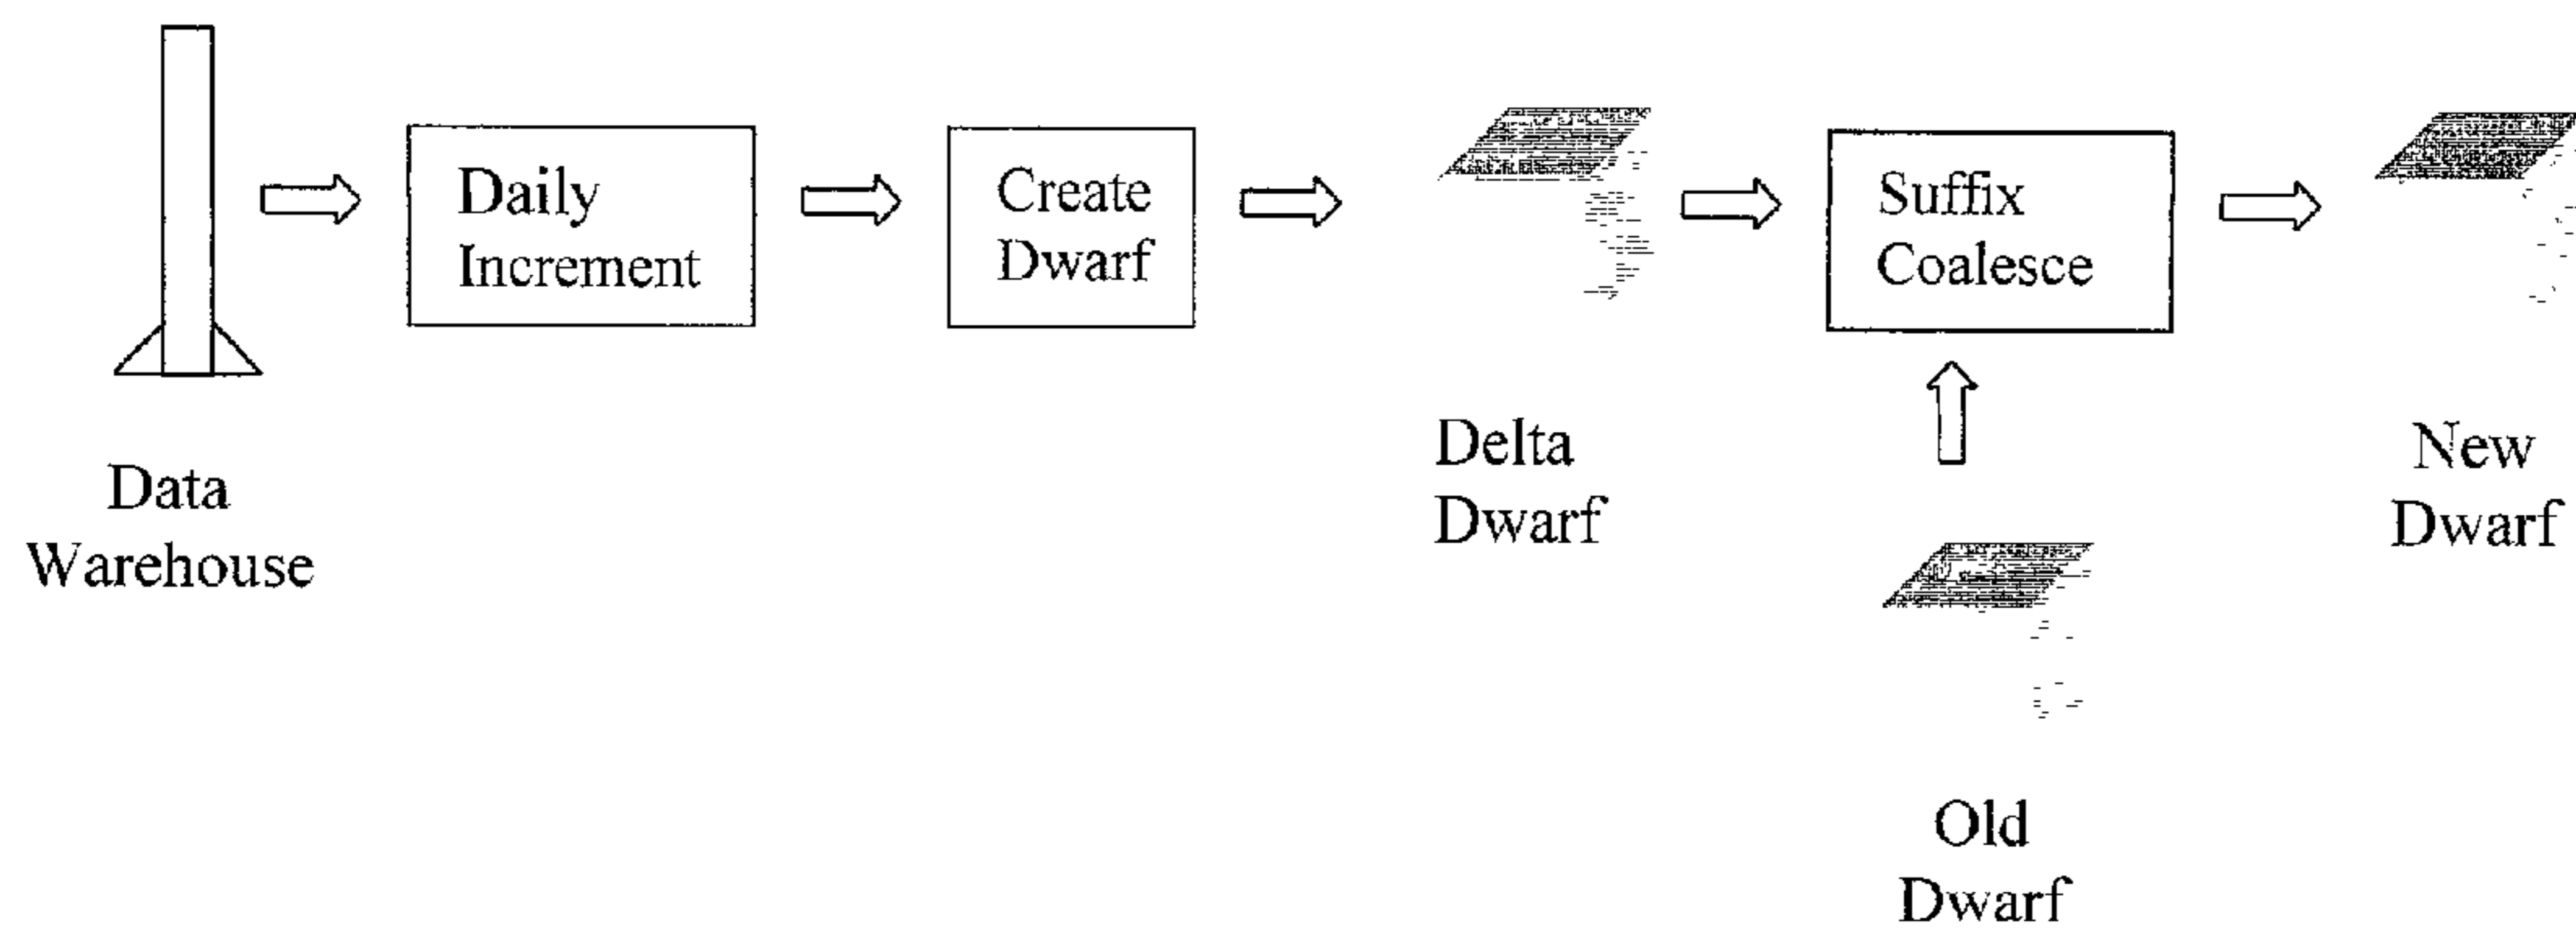 Data
Warehouse
Daily
Increment
Create
Dwarf
Delta
Dwarf
Suffix
Coalesce
Old
Dwarf
New
Dwarf